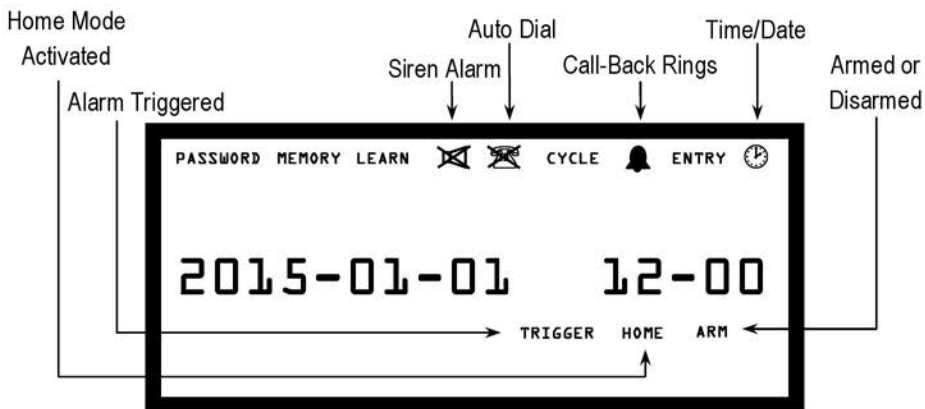 Home Mode
Activated
Auto Dial
Time/Date
Siren Alarm
Call-Back Rings
Armed or
Disarmed
Alarm Triggered
PASSWORD MEMORY LEARN CYCLE ENTRY
2015-01-01 12-00
TRIGGER HOME ARM